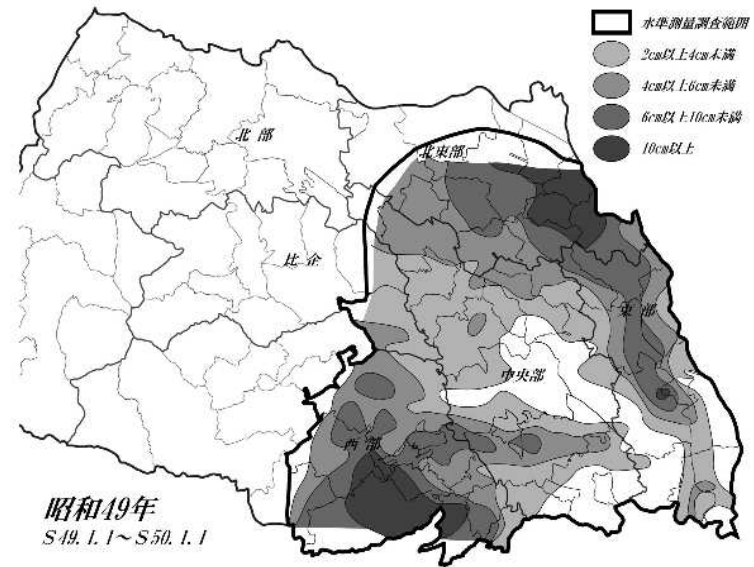 水準測量調査範囲
2cm以上4cm未満
4cm以上6cm未満
6cm以上10cm未満
10cm以上
北部
北東部
比企
東部
中央部
西部
昭和49年
S49.1.1～S50.1.1